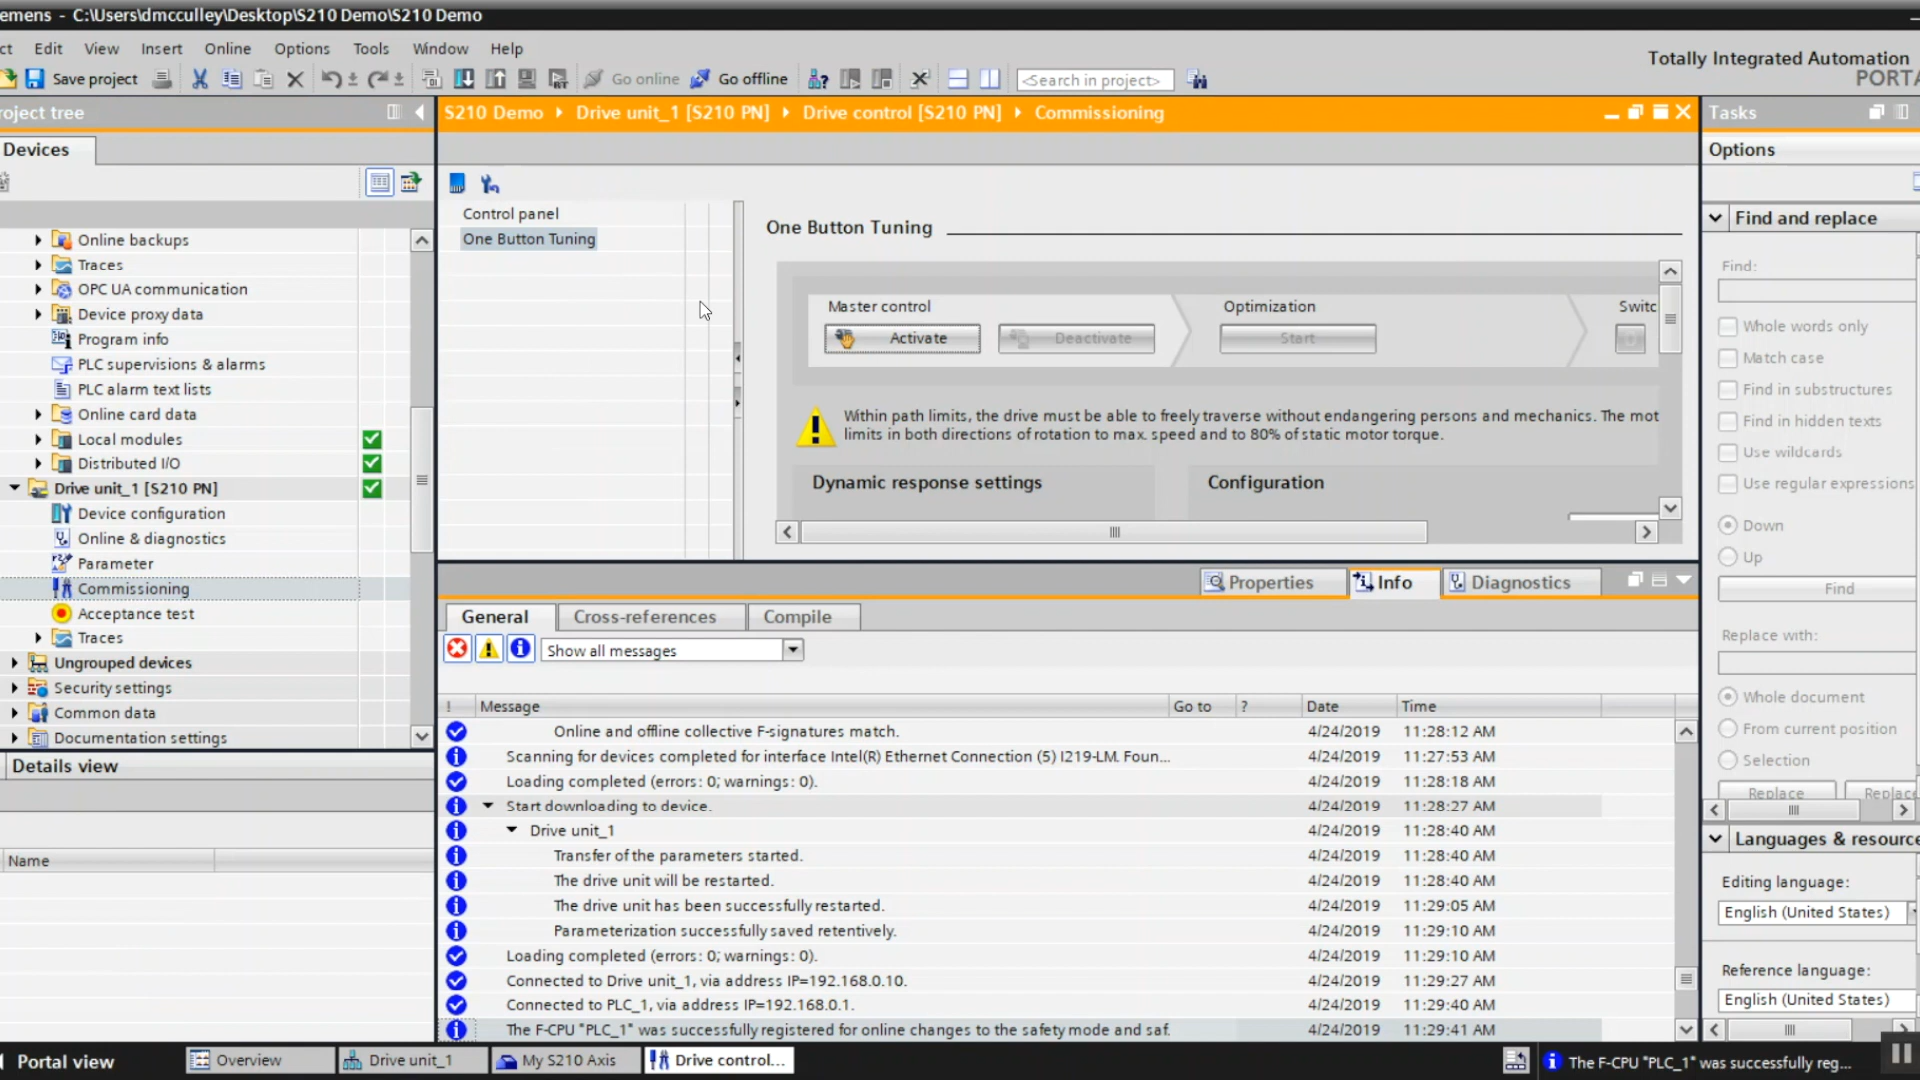 emens - C:\Users\dmcculley\Desktop\S210 Demo\S210 Demo
ct Edit View Insert Online Options Tools Window Help
Totally Integrated Automation
PORTA
Save project
Go online
Go offline
<Search in project>
roject tree
S210 Demo
Drive unit_1 [S210 PN]
Drive control [S210 PN]
Commissioning
Tasks
Devices
Options
Online backups
Traces
OPC UA communication
Device proxy data
Program info
PLC supervisions & alarms
PLC alarm text lists
Online card data
Local modules
Distributed I/O
Drive unit_1 [S210 PN]
Device configuration
Online & diagnostics
Parameter
Commissioning
Acceptance test
Traces
Ungrouped devices
Security settings
Common data
Documentation settings
Details view
Name
Control panel
One Button Tuning
One Button Tuning
Master control
Activate
Deactivate
Optimization
Start
Switc
Within path limits, the drive must be able to freely traverse without endangering persons and mechanics. The mot
limits in both directions of rotation to max. speed and to 80% of static motor torque.
Dynamic response settings
Configuration
Properties
Info
Diagnostics
General
Cross-references
Compile
Show all messages
! Message Go to ? Date Time
Online and offline collective F-signatures match. 4/24/2019 11:28:12 AM
Scanning for devices completed for interface Intel(R) Ethernet Connection (5) I219-LM. Foun... 4/24/2019 11:27:53 AM
Loading completed (errors: 0; warnings: 0). 4/24/2019 11:28:18 AM
Start downloading to device. 4/24/2019 11:28:27 AM
Drive unit_1 4/24/2019 11:28:40 AM
Transfer of the parameters started. 4/24/2019 11:28:40 AM
The drive unit will be restarted. 4/24/2019 11:28:40 AM
The drive unit has been successfully restarted. 4/24/2019 11:29:05 AM
Parameterization successfully saved retentively. 4/24/2019 11:29:10 AM
Loading completed (errors: 0; warnings: 0). 4/24/2019 11:29:10 AM
Connected to Drive unit_1, via address IP=192.168.0.10. 4/24/2019 11:29:27 AM
Connected to PLC_1, via address IP=192.168.0.1. 4/24/2019 11:29:40 AM
The F-CPU "PLC_1" was successfully registered for online changes to the safety mode and saf. 4/24/2019 11:29:41 AM
Find and replace
Find:
Whole words only
Match case
Find in substructures
Find in hidden texts
Use wildcards
Use regular expressions
Down
Up
Find
Replace with:
Whole document
From current position
Selection
Replace Replace
Languages & resource
Editing language:
English (United States)
Reference language:
English (United States)
Portal view
Overview
Drive unit_1
My S210 Axis
Drive control...
The F-CPU "PLC_1" was successfully reg...